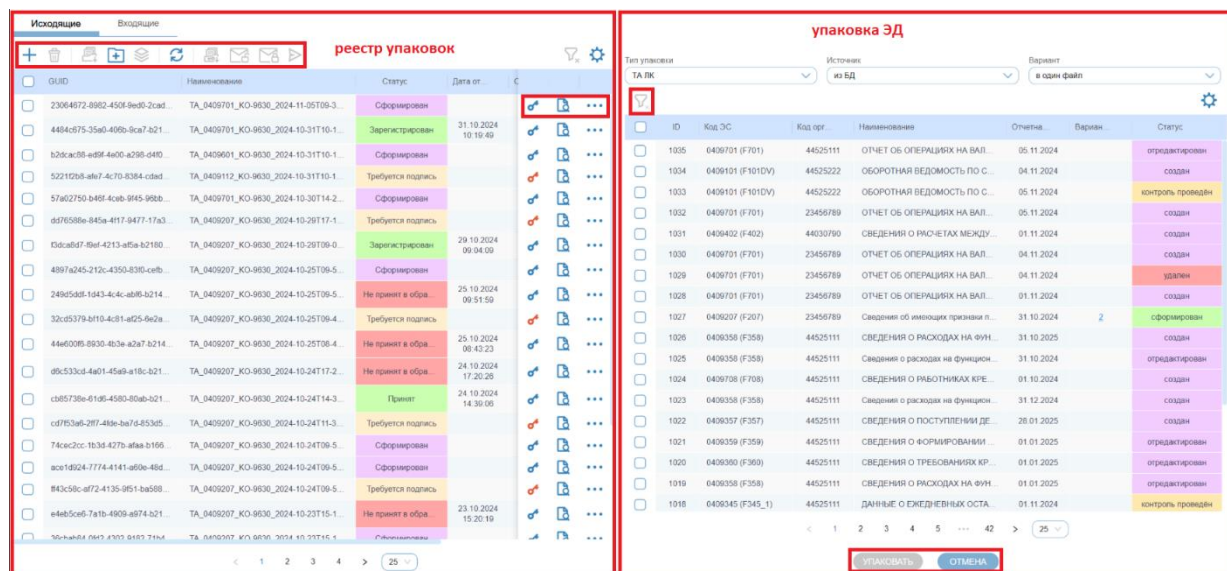 Исходящие Входящие
реестр упаковок
GUID Наименование Статус Дата от... С
23064672-8982-450f-9ed0-2cad... TA_0409701_KO-9630_2024-11-05T09-3... Сформирован
4484c675-35a0-406b-9ca7-b21... TA_0409701_KO-9630_2024-10-31T10-1... Зарегистрирован 31.10.2024 10:19:49
b2dcac88-ed9f-4e00-a298-d4f0... TA_0409601_KO-9630_2024-10-31T10-1... Сформирован
5221f2b8-afe7-4c70-8384-cdad... TA_0409112_KO-9630_2024-10-31T10-1... Требуется подпись
57a02750-b46f-4ceb-9f45-96bb... TA_0409701_KO-9630_2024-10-30T14-2... Сформирован
dd76588e-845a-4f17-9477-17a3... TA_0409207_KO-9630_2024-10-29T17-1... Требуется подпись
f3dca8d7-f9ef-4213-af5a-b2180... TA_0409207_KO-9630_2024-10-29T09-0... Зарегистрирован 29.10.2024 09:04:09
4897a245-212c-4350-83f0-cefb... TA_0409207_KO-9630_2024-10-25T09-5... Сформирован
249d5ddf-1d43-4c4c-abf6-b214... TA_0409207_KO-9630_2024-10-25T09-5... Не принят в обра... 25.10.2024 09:51:59
32cd5379-bf10-4c81-af25-6e2a... TA_0409207_KO-9630_2024-10-25T09-4... Требуется подпись
44e600f6-8930-4b3e-a2a7-b214... TA_0409207_KO-9630_2024-10-25T08-4... Не принят в обра... 25.10.2024 08:43:23
d6c533cd-4a01-45a9-a18c-b21... TA_0409207_KO-9630_2024-10-24T17-2... Не принят в обра... 24.10.2024 17:20:26
cb85738e-61d6-4580-80ab-b21... TA_0409207_KO-9630_2024-10-24T14-3... Принят 24.10.2024 14:39:06
cd7f53a6-2ff7-4fde-ba7d-853d5... TA_0409207_KO-9630_2024-10-24T11-3... Требуется подпись
74cec2cc-1b3d-427b-afaa-b166... TA_0409207_KO-9630_2024-10-24T09-5... Сформирован
ace1d924-7774-4141-a60e-48d... TA_0409207_KO-9630_2024-10-24T09-5... Сформирован
ff43c58c-af72-4135-9f51-ba588... TA_0409207_KO-9630_2024-10-24T09-5... Требуется подпись
e4eb5ce6-7a1b-4909-a974-b21... TA_0409207_KO-9630_2024-10-23T15-1... Не принят в обра... 23.10.2024 15:20:19
1 2 3 4 25
упаковка ЭД
Тип упаковки Источник Вариант
ТА ЛК из БД в один файл
ID Код ЭС Код орг... Наименование Отчетна... Вариан... Статус
1035 0409701 (F701) 44525111 ОТЧЕТ ОБ ОПЕРАЦИЯХ НА ВАЛ... 05.11.2024 отредактирован
1034 0409101 (F101DV) 44525222 ОБОРОТНАЯ ВЕДОМОСТЬ ПО С... 04.11.2024 создан
1033 0409101 (F101DV) 44525222 ОБОРОТНАЯ ВЕДОМОСТЬ ПО С... 05.11.2024 контроль проведён
1032 0409701 (F701) 23456789 ОТЧЕТ ОБ ОПЕРАЦИЯХ НА ВАЛ... 05.11.2024 создан
1031 0409402 (F402) 44030790 СВЕДЕНИЯ О РАСЧЕТАХ МЕЖДУ... 01.11.2024 создан
1030 0409701 (F701) 23456789 ОТЧЕТ ОБ ОПЕРАЦИЯХ НА ВАЛ... 04.11.2024 создан
1029 0409701 (F701) 23456789 ОТЧЕТ ОБ ОПЕРАЦИЯХ НА ВАЛ... 04.11.2024 удален
1028 0409701 (F701) 23456789 ОТЧЕТ ОБ ОПЕРАЦИЯХ НА ВАЛ... 01.11.2024 создан
1027 0409207 (F207) 23456789 Сведения об имеющих признаки п... 31.10.2024 2 сформирован
1026 0409358 (F358) 44525111 СВЕДЕНИЯ О РАСХОДАХ НА ФУН... 31.10.2025 создан
1025 0409358 (F358) 44525111 Сведения о расходах на функцион... 31.10.2024 отредактирован
1024 0409708 (F708) 44525111 СВЕДЕНИЯ О РАБОТНИКАХ КРЕ... 01.10.2024 создан
1023 0409358 (F358) 44525111 Сведения о расходах на функцион... 31.12.2024 создан
1022 0409357 (F357) 44525111 СВЕДЕНИЯ О ПОСТУПЛЕНИИ ДЕ... 28.01.2025 создан
1021 0409359 (F359) 44525111 СВЕДЕНИЯ О ФОРМИРОВАНИИ ... 01.01.2025 отредактирован
1020 0409360 (F360) 44525111 СВЕДЕНИЯ О ТРЕБОВАНИЯХ КР... 01.01.2025 отредактирован
1019 0409358 (F358) 44525111 СВЕДЕНИЯ О РАСХОДАХ НА ФУН... 01.01.2025 отредактирован
1018 0409345 (F345_1) 44525111 ДАННЫЕ О ЕЖЕДНЕВНЫХ ОСТА... 01.11.2024 контроль проведён
1 2 3 4 5 ... 42 25
УПАКОВАТЬ ОТМЕНА